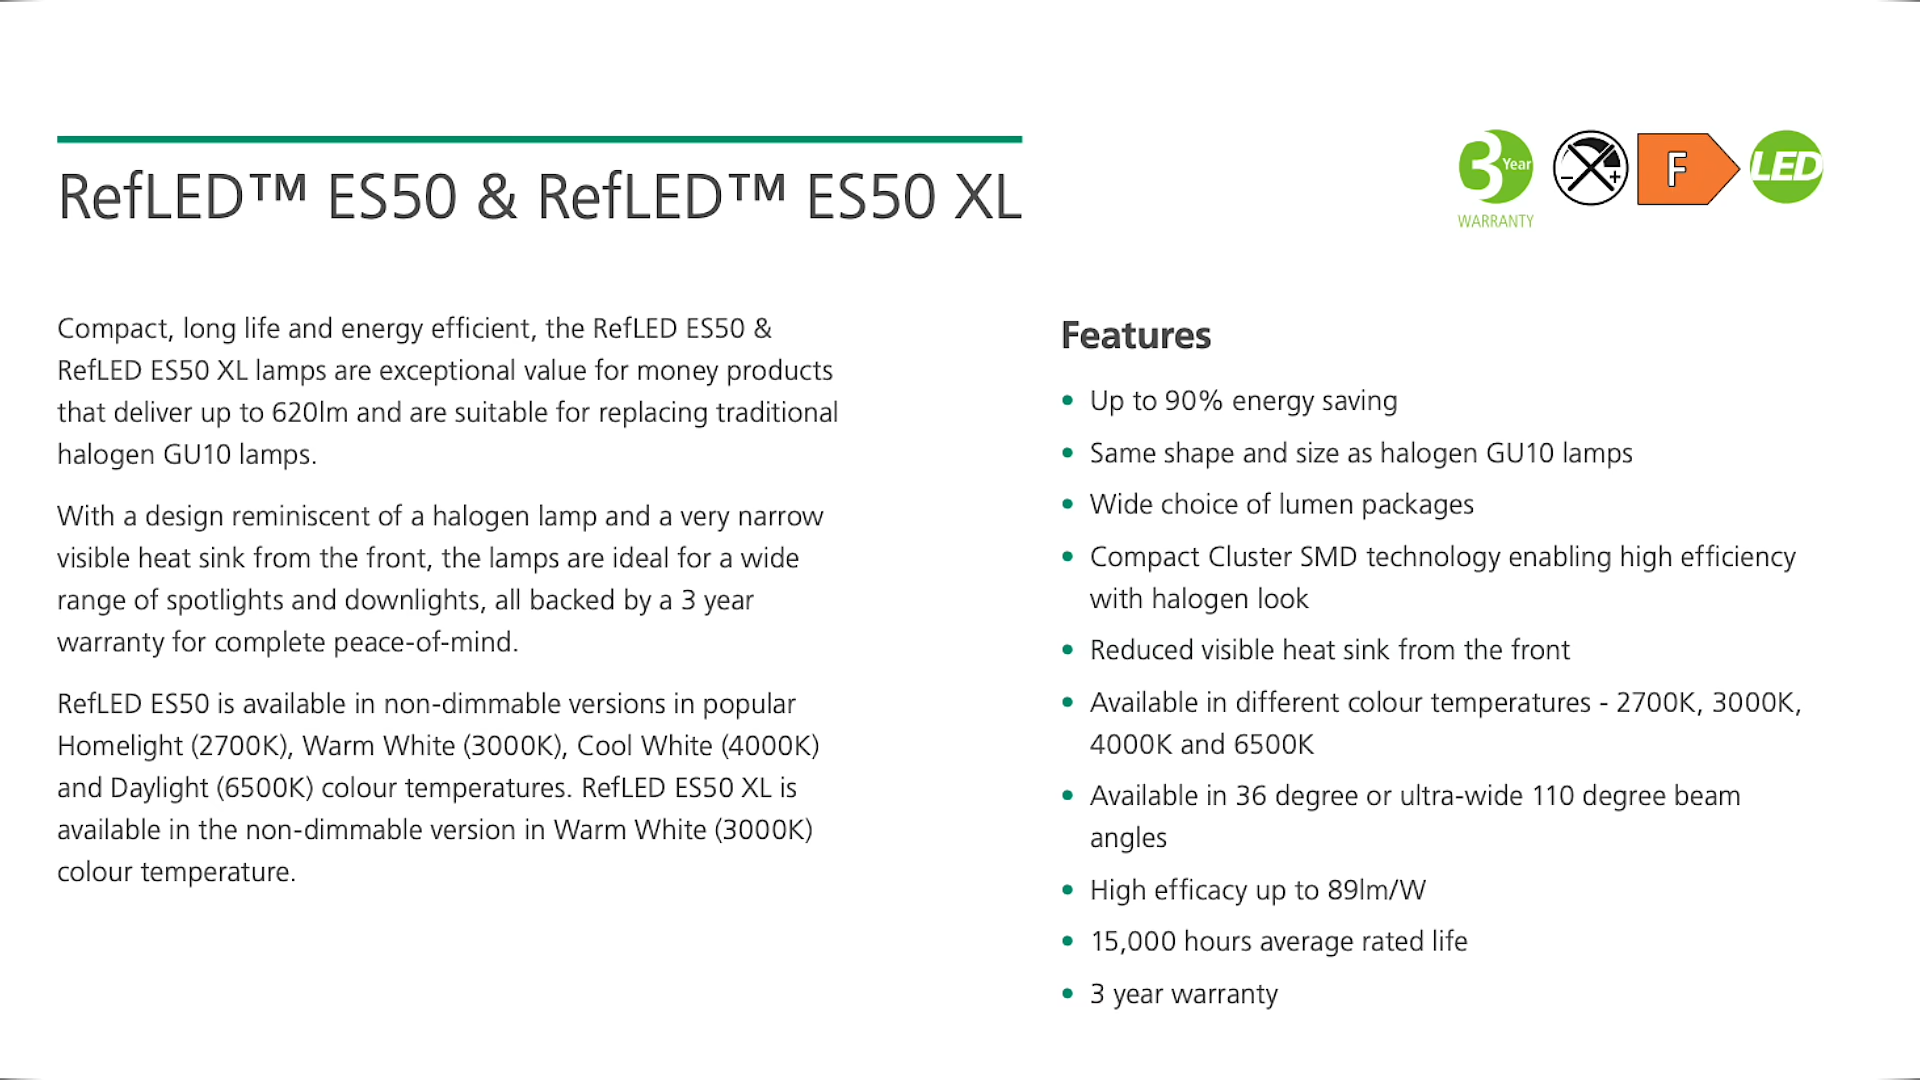 RefLED™ ES50 & RefLED™ ES50 XL
3 Year
WARRANTY
- +
F
LED
Compact, long life and energy efficient, the RefLED ES50 &
RefLED ES50 XL lamps are exceptional value for money products
that deliver up to 620lm and are suitable for replacing traditional
halogen GU10 lamps.
With a design reminiscent of a halogen lamp and a very narrow
visible heat sink from the front, the lamps are ideal for a wide
range of spotlights and downlights, all backed by a 3 year
warranty for complete peace-of-mind.
RefLED ES50 is available in non-dimmable versions in popular
Homelight (2700K), Warm White (3000K), Cool White (4000K)
and Daylight (6500K) colour temperatures. RefLED ES50 XL is
available in the non-dimmable version in Warm White (3000K)
colour temperature.
Features
• Up to 90% energy saving
• Same shape and size as halogen GU10 lamps
• Wide choice of lumen packages
• Compact Cluster SMD technology enabling high efficiency
with halogen look
• Reduced visible heat sink from the front
• Available in different colour temperatures - 2700K, 3000K,
4000K and 6500K
• Available in 36 degree or ultra-wide 110 degree beam
angles
• High efficacy up to 89lm/W
• 15,000 hours average rated life
• 3 year warranty